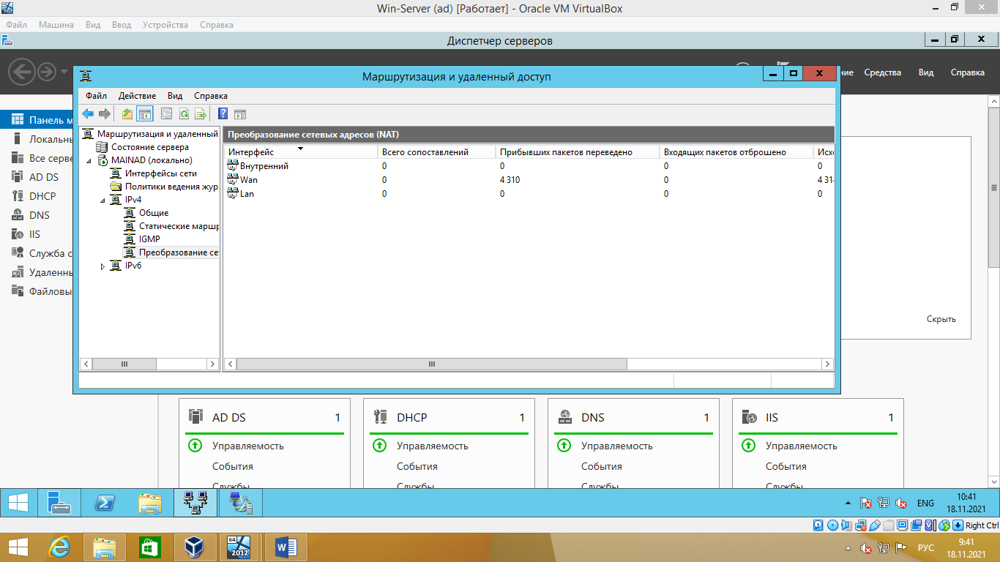 Win-Server (ad) [Работает] - Oracle VM VirtualBox
Файл Машина Вид Ввод Устройства Справка
Диспетчер серверов
ние Средства Вид Справка
Маршрутизация и удаленный доступ
Файл Действие Вид Справка
Панель м
Локальны
Все серве
AD DS
DHCP
DNS
IIS
Служба с
Удаленны
Файловы
Маршрутизация и удаленный
Состояние сервера
MAINAD (локально)
Интерфейсы сети
Политики ведения жур
IPv4
Общие
Статические маршр
IGMP
Преобразование се
IPv6
Преобразование сетевых адресов (NAT)
Интерфейс Всего сопоставлений Прибывших пакетов переведено Входящих пакетов отброшено Исх
Внутренний 0 0 0 0
Wan 0 4 310 0 4 31
Lan 0 0 0 0
Скрыть
AD DS 1
Управляемость
События
Службы
DHCP 1
Управляемость
События
Службы
DNS 1
Управляемость
События
Службы
IIS 1
Управляемость
События
Службы
ENG 10:41
18.11.2021
Right Ctrl
64
2012
РУС 9:41
18.11.2021